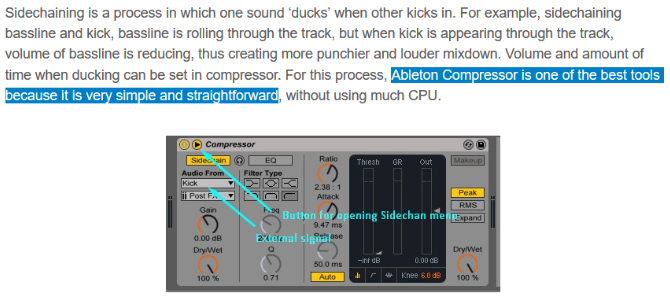 Sidechaining is a process in which one sound ‘ducks’ when other kicks in. For example, sidechaining
bassline and kick, bassline is rolling through the track, but when kick is appearing through the track,
volume of bassline is reducing, thus creating more punchier and louder mixdown. Volume and amount of
time when ducking can be set in compressor. For this process, Ableton Compressor is one of the best tools
because it is very simple and straightforward, without using much CPU.
Compressor
Sidechain EQ Ratio Thresh GR Out Makeup
Audio From Filter Type
Kick 2.36 : 1
Post FX Attack Peak
Gain Freq Button for opening Sidechan menu RMS
9.47 ms Expand
External signal Release
0.00 dB
Dry/Wet Q Dry/Wet
50.0 ms -inf dB 0.00 dB
100 % 0.71 Auto Knee 6.0 dB 100 %